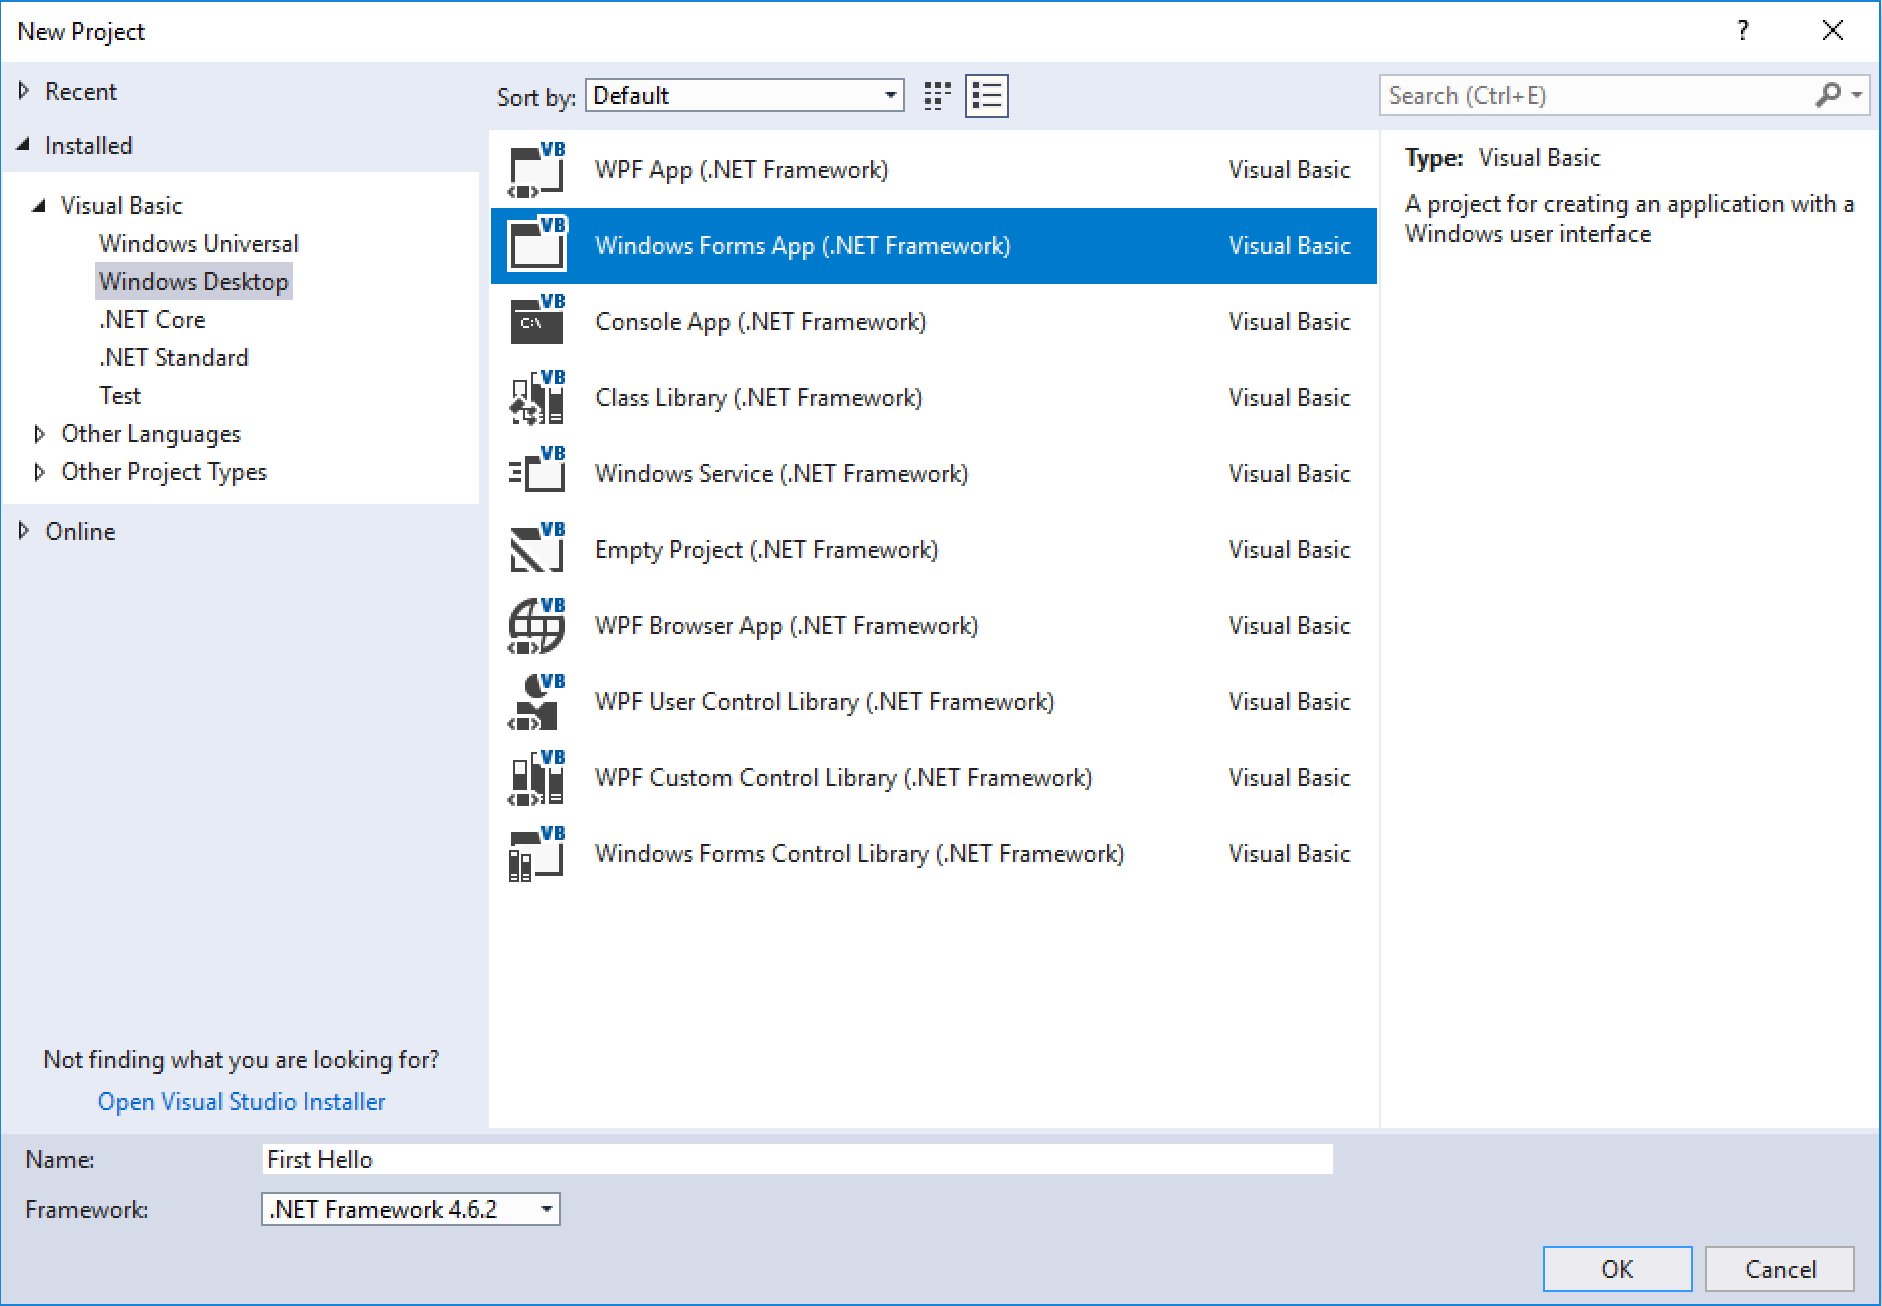 New Project
?
Recent
Installed
Visual Basic
Windows Universal
Windows Desktop
.NET Core
.NET Standard
Test
Other Languages
Other Project Types
Online
Not finding what you are looking for?
Open Visual Studio Installer
Sort by: Default
VB WPF App (.NET Framework) Visual Basic
VB Windows Forms App (.NET Framework) Visual Basic
VB C:\ Console App (.NET Framework) Visual Basic
VB Class Library (.NET Framework) Visual Basic
VB Windows Service (.NET Framework) Visual Basic
VB Empty Project (.NET Framework) Visual Basic
VB WPF Browser App (.NET Framework) Visual Basic
VB WPF User Control Library (.NET Framework) Visual Basic
VB WPF Custom Control Library (.NET Framework) Visual Basic
VB Windows Forms Control Library (.NET Framework) Visual Basic
Search (Ctrl+E)
Type: Visual Basic
A project for creating an application with a
Windows user interface
Name: First Hello
Framework: .NET Framework 4.6.2
OK Cancel